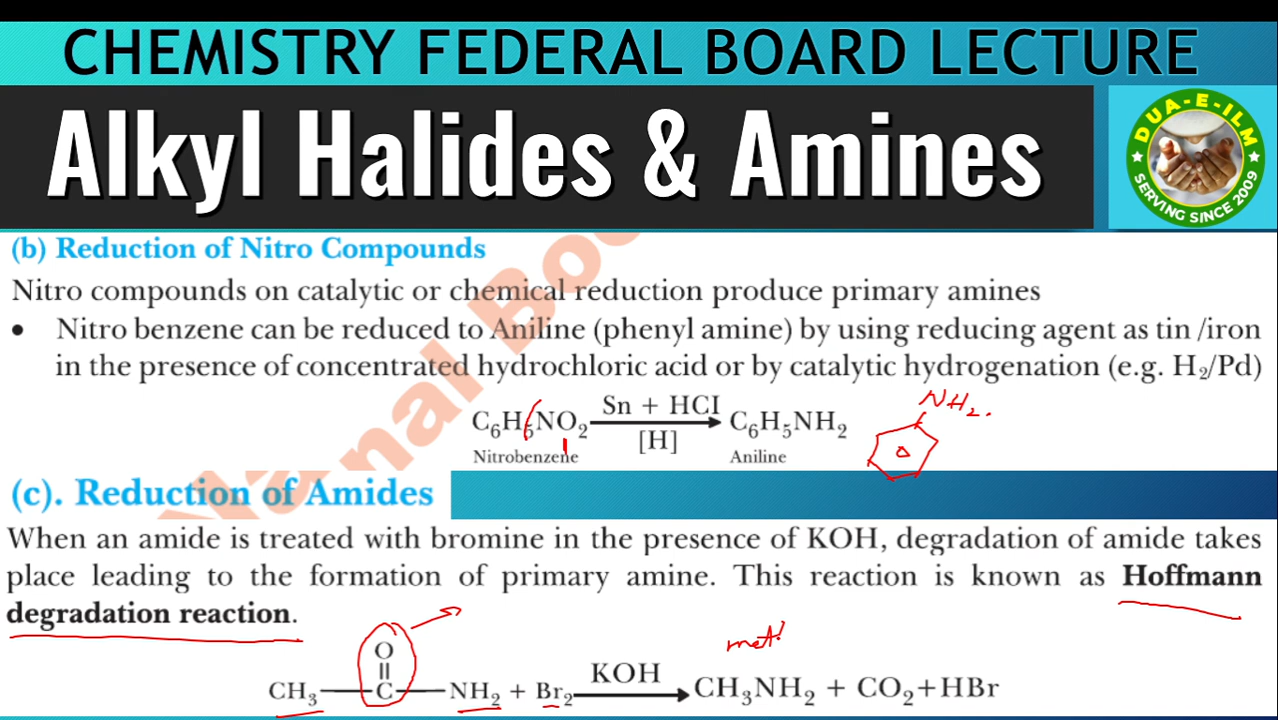 CHEMISTRY FEDERAL BOARD LECTURE
Alkyl Halides & Amines
DUA-E-ILM
SERVING SINCE 2009
(b) Reduction of Nitro Compounds
Nitro compounds on catalytic or chemical reduction produce primary amines
• Nitro benzene can be reduced to Aniline (phenyl amine) by using reducing agent as tin /iron
in the presence of concentrated hydrochloric acid or by catalytic hydrogenation (e.g. H₂/Pd)
NH₂.
C₆H₅NO₂ Sn + HCI [H] C₆H₅NH₂
Nitrobenzene Aniline
(c). Reduction of Amides
When an amide is treated with bromine in the presence of KOH, degradation of amide takes
place leading to the formation of primary amine. This reaction is known as Hoffmann
degradation reaction.
O
||
CH₃—C—NH₂ + Br₂ KOH CH₃NH₂ + CO₂+HBr